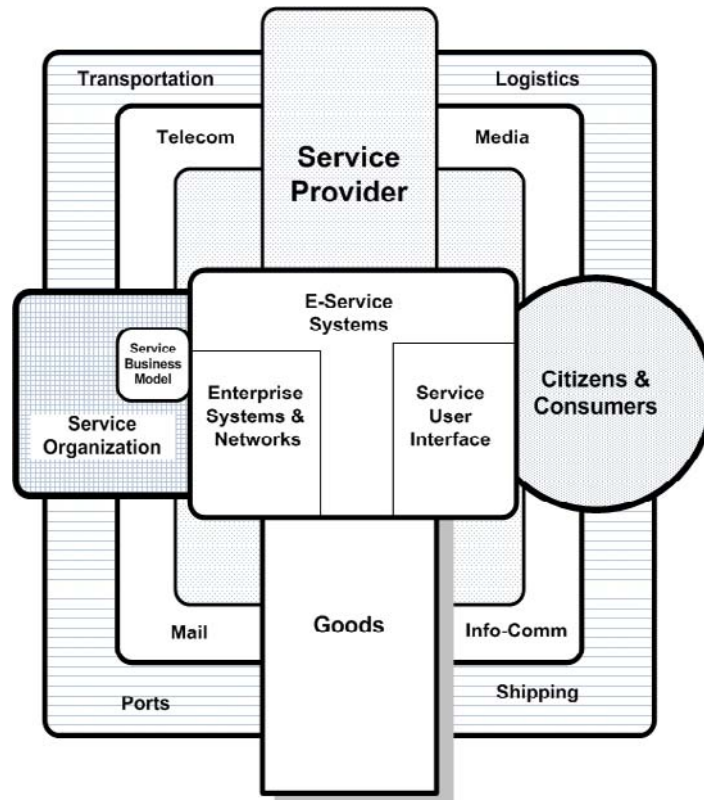 Transportation
Logistics
Telecom
Media
Service
Provider
E-Service
Systems
Service
Business
Model
Enterprise
Systems &
Networks
Service
User
Interface
Citizens &
Consumers
Service
Organization
Goods
Mail
Info-Comm
Ports
Shipping